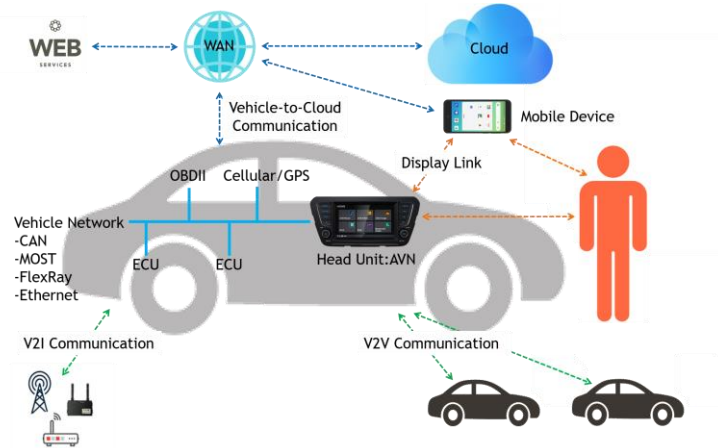 WEB
SERVICES
WAN
Cloud
Vehicle-to-Cloud
Communication
Mobile Device
Display Link
OBDII
Cellular/GPS
Vehicle Network
-CAN
-MOST
-FlexRay
-Ethernet
ECU
ECU
Head Unit:AVN
V2I Communication
V2V Communication